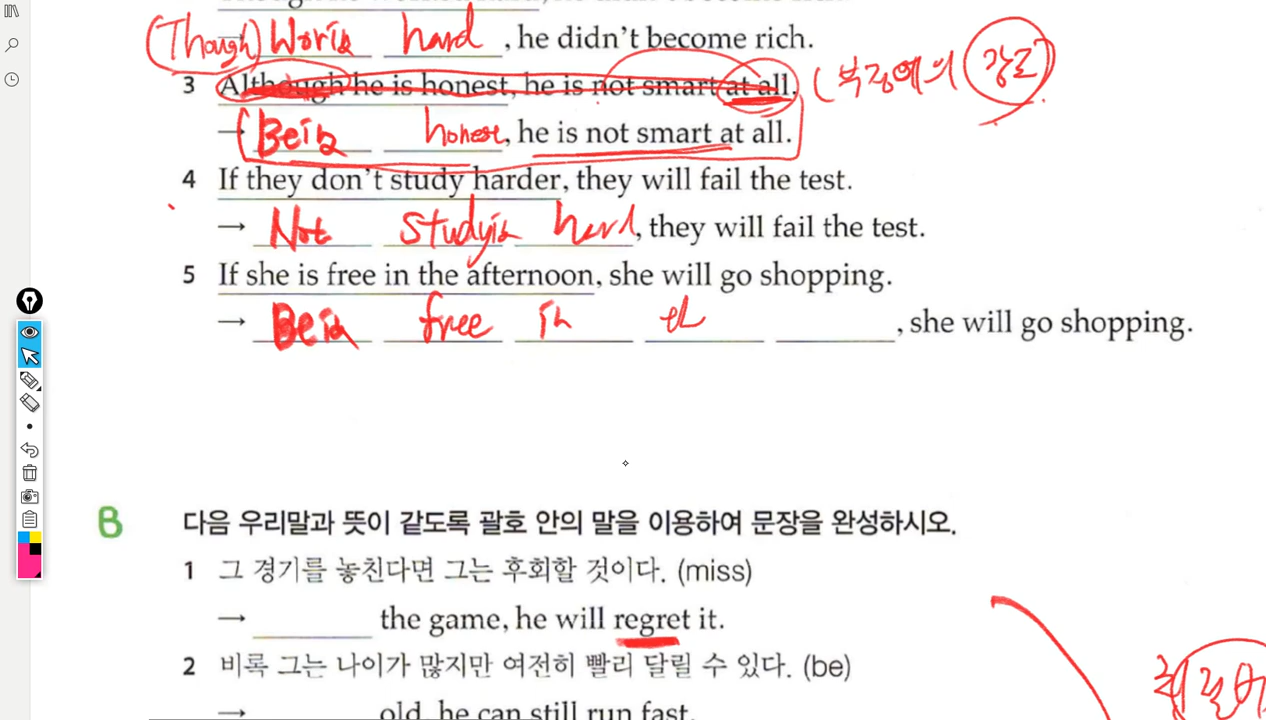 (Though) Working hard, he didn't become rich.
3 Although he is honest, he is not smart at all. (부정에의 강조)
→ Being honest, he is not smart at all.
4 If they don't study harder, they will fail the test.
→ Not studying hard, they will fail the test.
5 If she is free in the afternoon, she will go shopping.
→ Being free in th , she will go shopping.
B 다음 우리말과 뜻이 같도록 괄호 안의 말을 이용하여 문장을 완성하시오.
1 그 경기를 놓친다면 그는 후회할 것이다. (miss)
→ the game, he will regret it.
2 비록 그는 나이가 많지만 여전히 빨리 달릴 수 있다. (be)
→ old, he can still run fast.